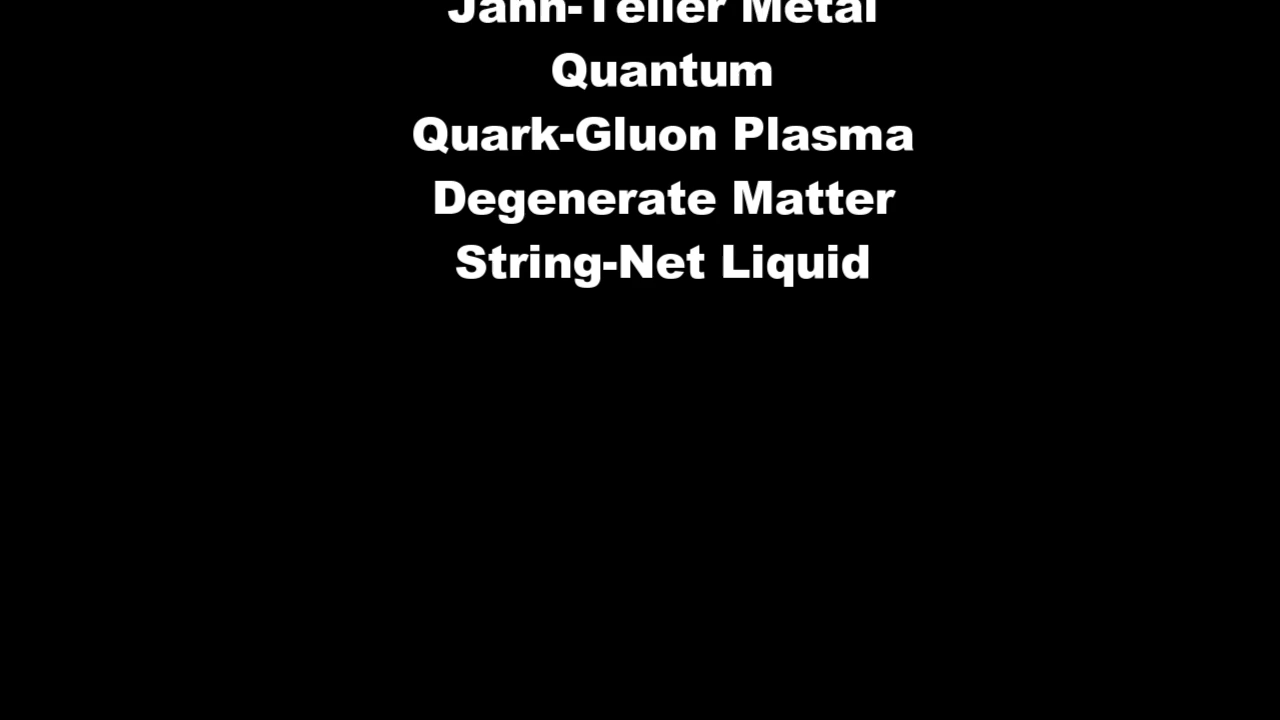 Jahn-Teller Metal
Quantum
Quark-Gluon Plasma
Degenerate Matter
String-Net Liquid